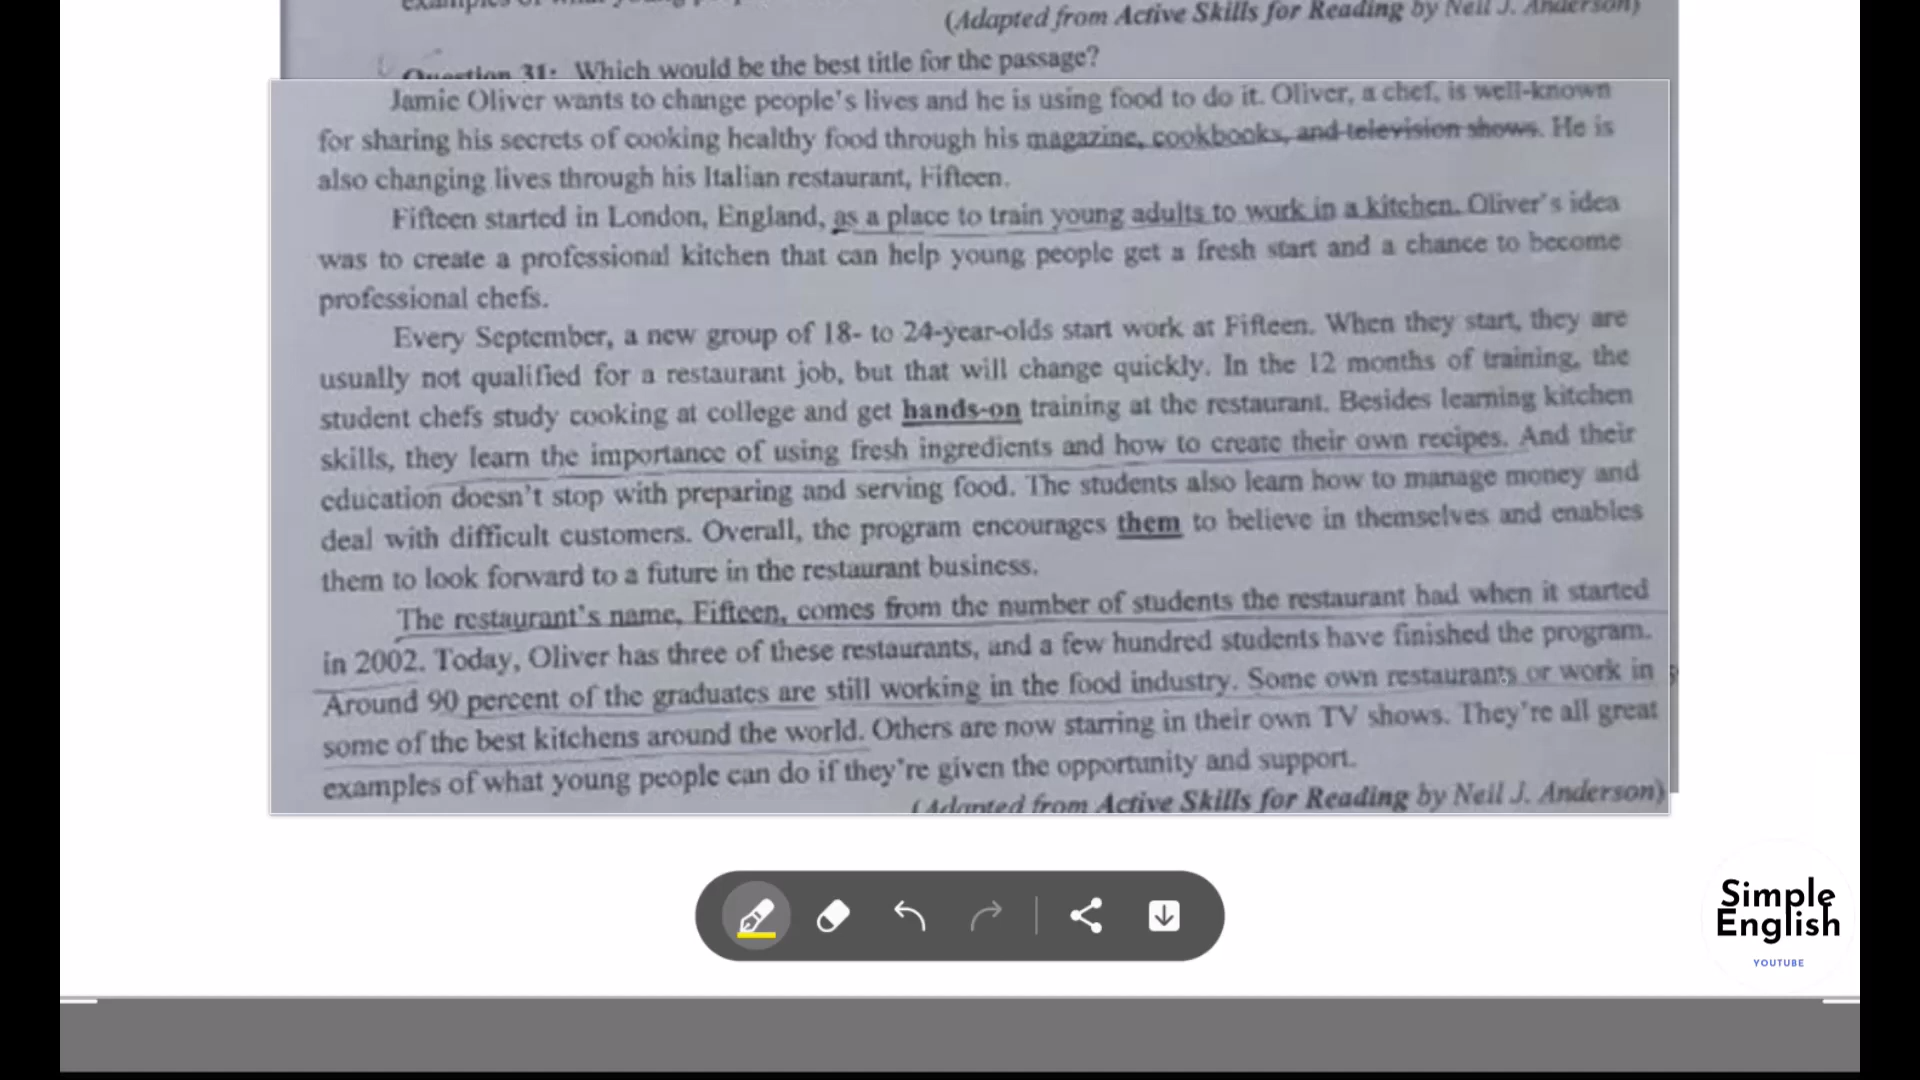 examples of what young
(Adapted from Active Skills for Reading by Neil J. Anderson)
Question 31: Which would be the best title for the passage?
Jamie Oliver wants to change people's lives and he is using food to do it. Oliver, a chef, is well-known
for sharing his secrets of cooking healthy food through his magazine, cookbooks, and television shows. He is
also changing lives through his Italian restaurant, Fifteen.
Fifteen started in London, England, as a place to train young adults to work in a kitchen. Oliver's idea
was to create a professional kitchen that can help young people get a fresh start and a chance to become
professional chefs.
Every September, a new group of 18- to 24-year-olds start work at Fifteen. When they start, they are
usually not qualified for a restaurant job, but that will change quickly. In the 12 months of training, the
student chefs study cooking at college and get hands-on training at the restaurant. Besides learning kitchen
skills, they learn the importance of using fresh ingredients and how to create their own recipes. And their
education doesn't stop with preparing and serving food. The students also learn how to manage money and
deal with difficult customers. Overall, the program encourages them to believe in themselves and enables
them to look forward to a future in the restaurant business.
The restaurant's name, Fifteen, comes from the number of students the restaurant had when it started
in 2002. Today, Oliver has three of these restaurants, and a few hundred students have finished the program.
Around 90 percent of the graduates are still working in the food industry. Some own restaurants or work in
some of the best kitchens around the world. Others are now starring in their own TV shows. They're all great
examples of what young people can do if they're given the opportunity and support.
(Adapted from Active Skills for Reading by Neil J. Anderson)
Simple
English
YOUTUBE